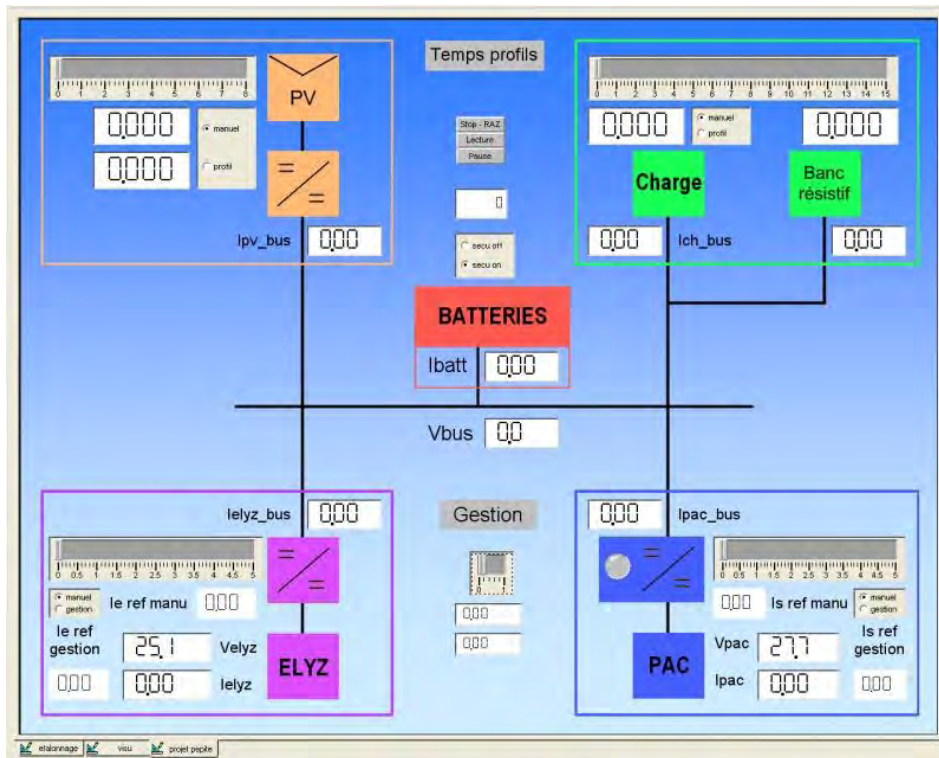 Temps profils
0 1 2 3 4 5 6 7 8
PV
0.000
manuel
0.000
profil
Ipv_bus 0.00
Stop - RAZ
Lecture
Pause
0
secu off
secu on
0 1 2 3 4 5 6 7 8 9 10 11 12 13 14 15
0.000
manuel
profil
0.000
Charge
Banc
résistif
0.00 Ich_bus 0.00
BATTERIES
Ibatt 0.00
Vbus 0.0
Ielyz_bus 0.00
0 0.5 1 1.5 2 2.5 3 3.5 4 4.5 5
manuel
gestion
Ie ref manu 0.00
Ie ref
gestion
25.1 Velyz
0.00 0.00 Ielyz
ELYZ
Gestion
0.00
0.00
0.00 Ipac_bus
0 0.5 1 1.5 2 2.5 3 3.5 4 4.5 5
0.00 Is ref manu
manuel
gestion
Vpac 27.7
Is ref
gestion
PAC
Ipac 0.00 0.00
etalonnage visu projet pepite